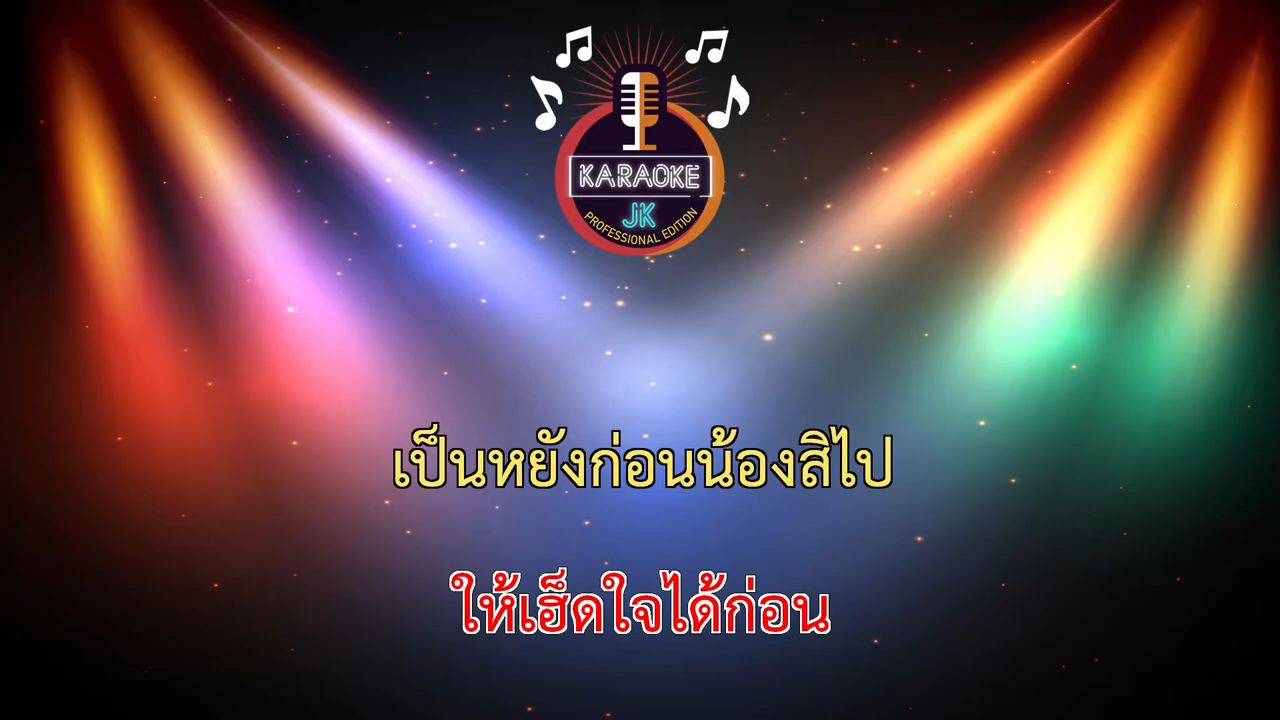 KARAOKE
JK
PROFESSIONAL EDITION
เป็นหยังก่อนน้องสิไป
ให้เฮ็ดใจได้ก่อน